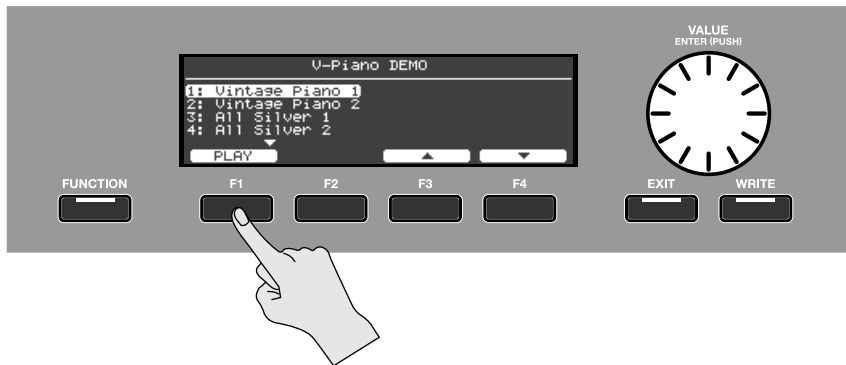 VALUE
ENTER (PUSH)
V-Piano DEMO
1: Vintage Piano 1
2: Vintage Piano 2
3: All Silver 1
4: All Silver 2
PLAY
FUNCTION F1 F2 F3 F4 EXIT WRITE